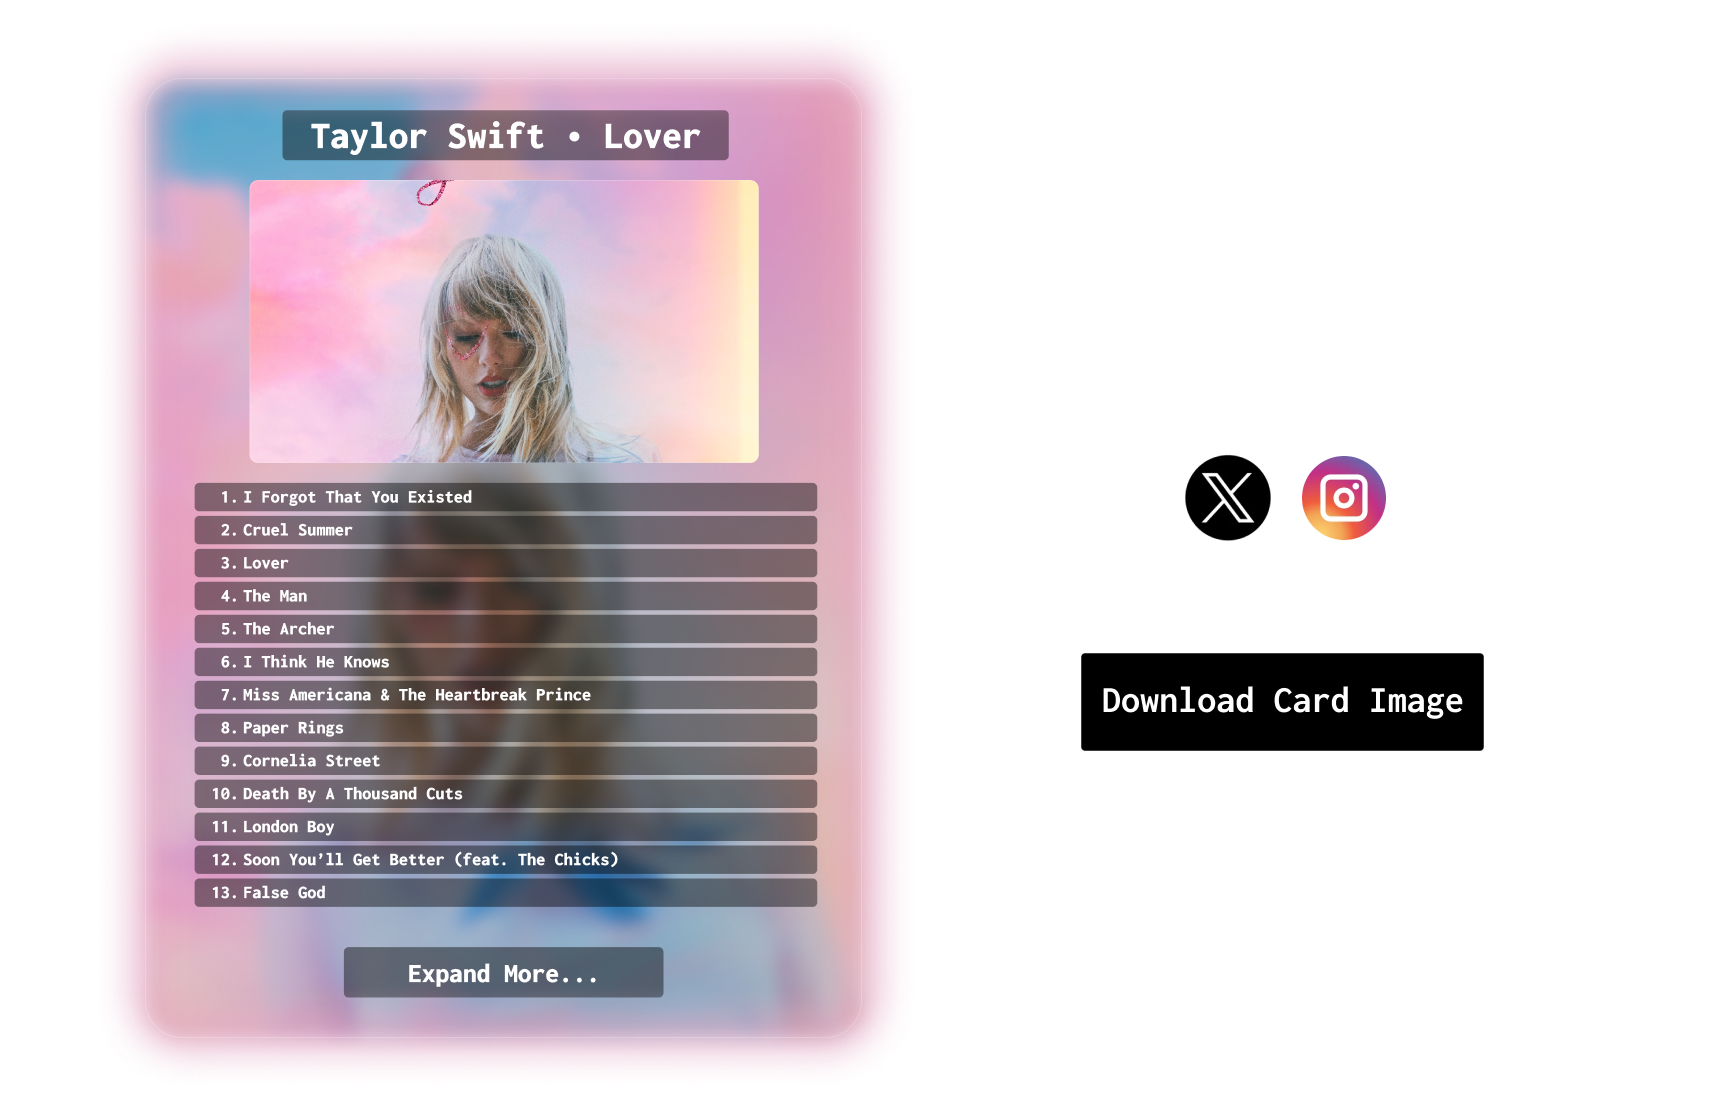 Taylor Swift • Lover
1. I Forgot That You Existed
2. Cruel Summer
3. Lover
4. The Man
5. The Archer
6. I Think He Knows
7. Miss Americana & The Heartbreak Prince
8. Paper Rings
9. Cornelia Street
10. Death By A Thousand Cuts
11. London Boy
12. Soon You’ll Get Better (feat. The Chicks)
13. False God
Expand More...
Download Card Image